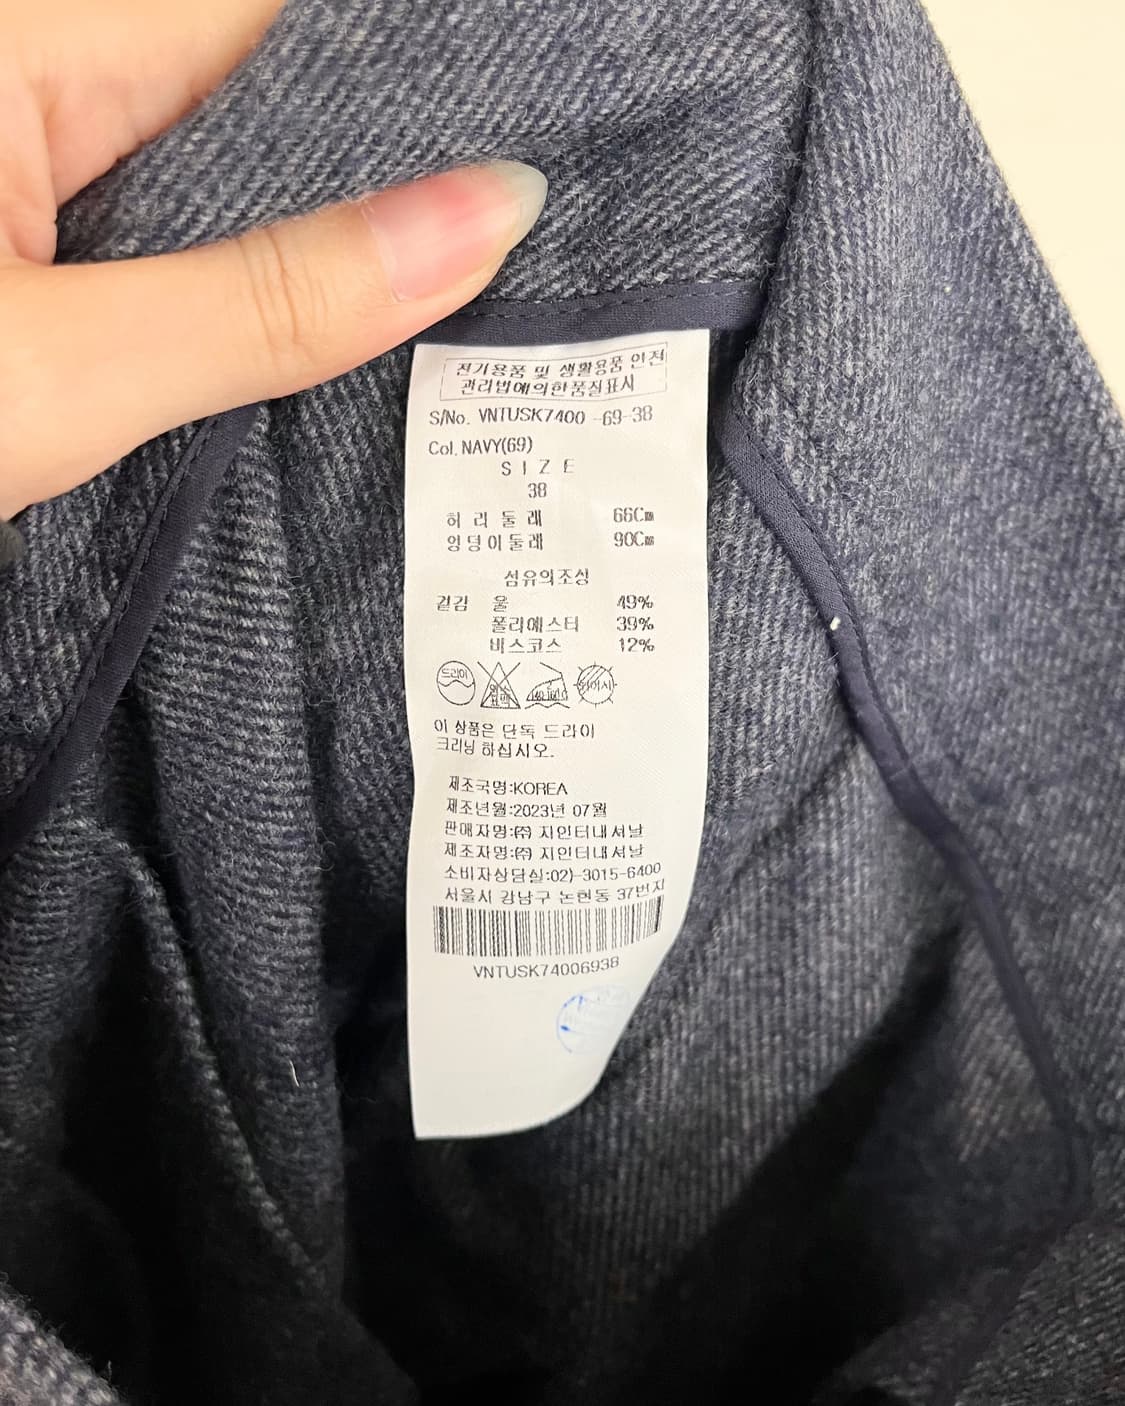 전기용품 및 생활용품 안전
관리법에의한품질표시
S/No. VNTUSK7400 -69-38
Col. NAVY(69)
SIZE
38
허리둘레 66Cm
엉덩이둘레 90Cm
섬유의조성
겉감 울 49%
폴리에스터 39%
비스코스 12%
드라이
이 상품은 단독 드라이
크리닝 하십시오.
제조국명:KOREA
제조년월:2023년 07월
판매자명:㈜ 지인터내셔날
제조자명:㈜ 지인터내셔날
소비자상담실:02)-3015-6400
서울시 강남구 논현동 37번지
VNTUSK74006938